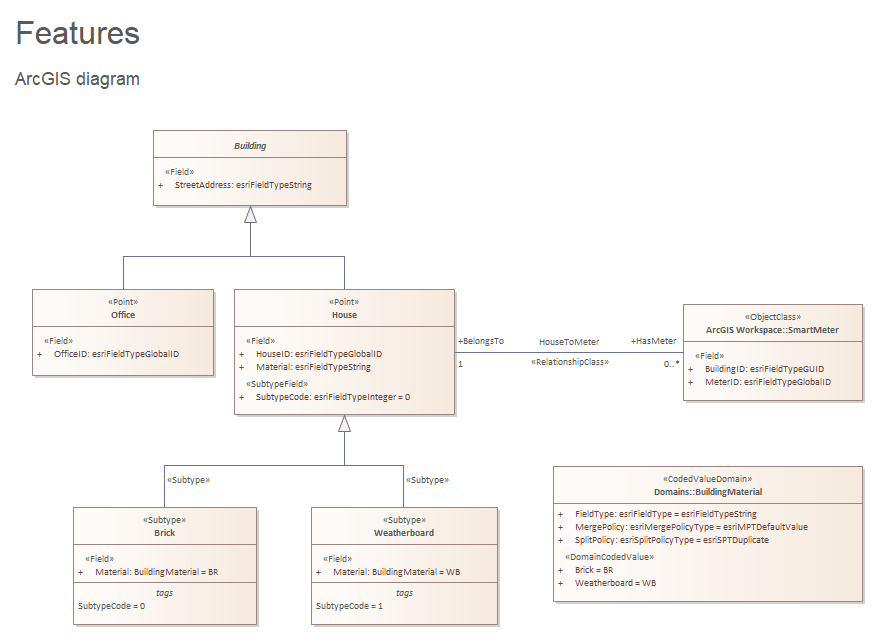 Features
ArcGIS diagram
Building
«Field»
+ StreetAddress: esriFieldTypeString
«Point»
Office
«Field»
+ OfficeID: esriFieldTypeGlobalID
«Point»
House
«Field»
+ HouseID: esriFieldTypeGlobalID
+ Material: esriFieldTypeString
«SubtypeField»
+ SubtypeCode: esriFieldTypeInteger = 0
+BelongsTo
1
HouseToMeter
«RelationshipClass»
+HasMeter
0..*
«ObjectClass»
ArcGIS Workspace::SmartMeter
«Field»
+ BuildingID: esriFieldTypeGUID
+ MeterID: esriFieldTypeGlobalID
«Subtype»
«Subtype»
«Subtype»
Brick
«Field»
+ Material: BuildingMaterial = BR
tags
SubtypeCode = 0
«Subtype»
Weatherboard
«Field»
+ Material: BuildingMaterial = WB
tags
SubtypeCode = 1
«CodedValueDomain»
Domains::BuildingMaterial
+ FieldType: esriFieldType = esriFieldTypeString
+ MergePolicy: esriMergePolicyType = esriMPTDefaultValue
+ SplitPolicy: esriSplitPolicyType = esriSPTDuplicate
«DomainCodedValue»
+ Brick = BR
+ Weatherboard = WB